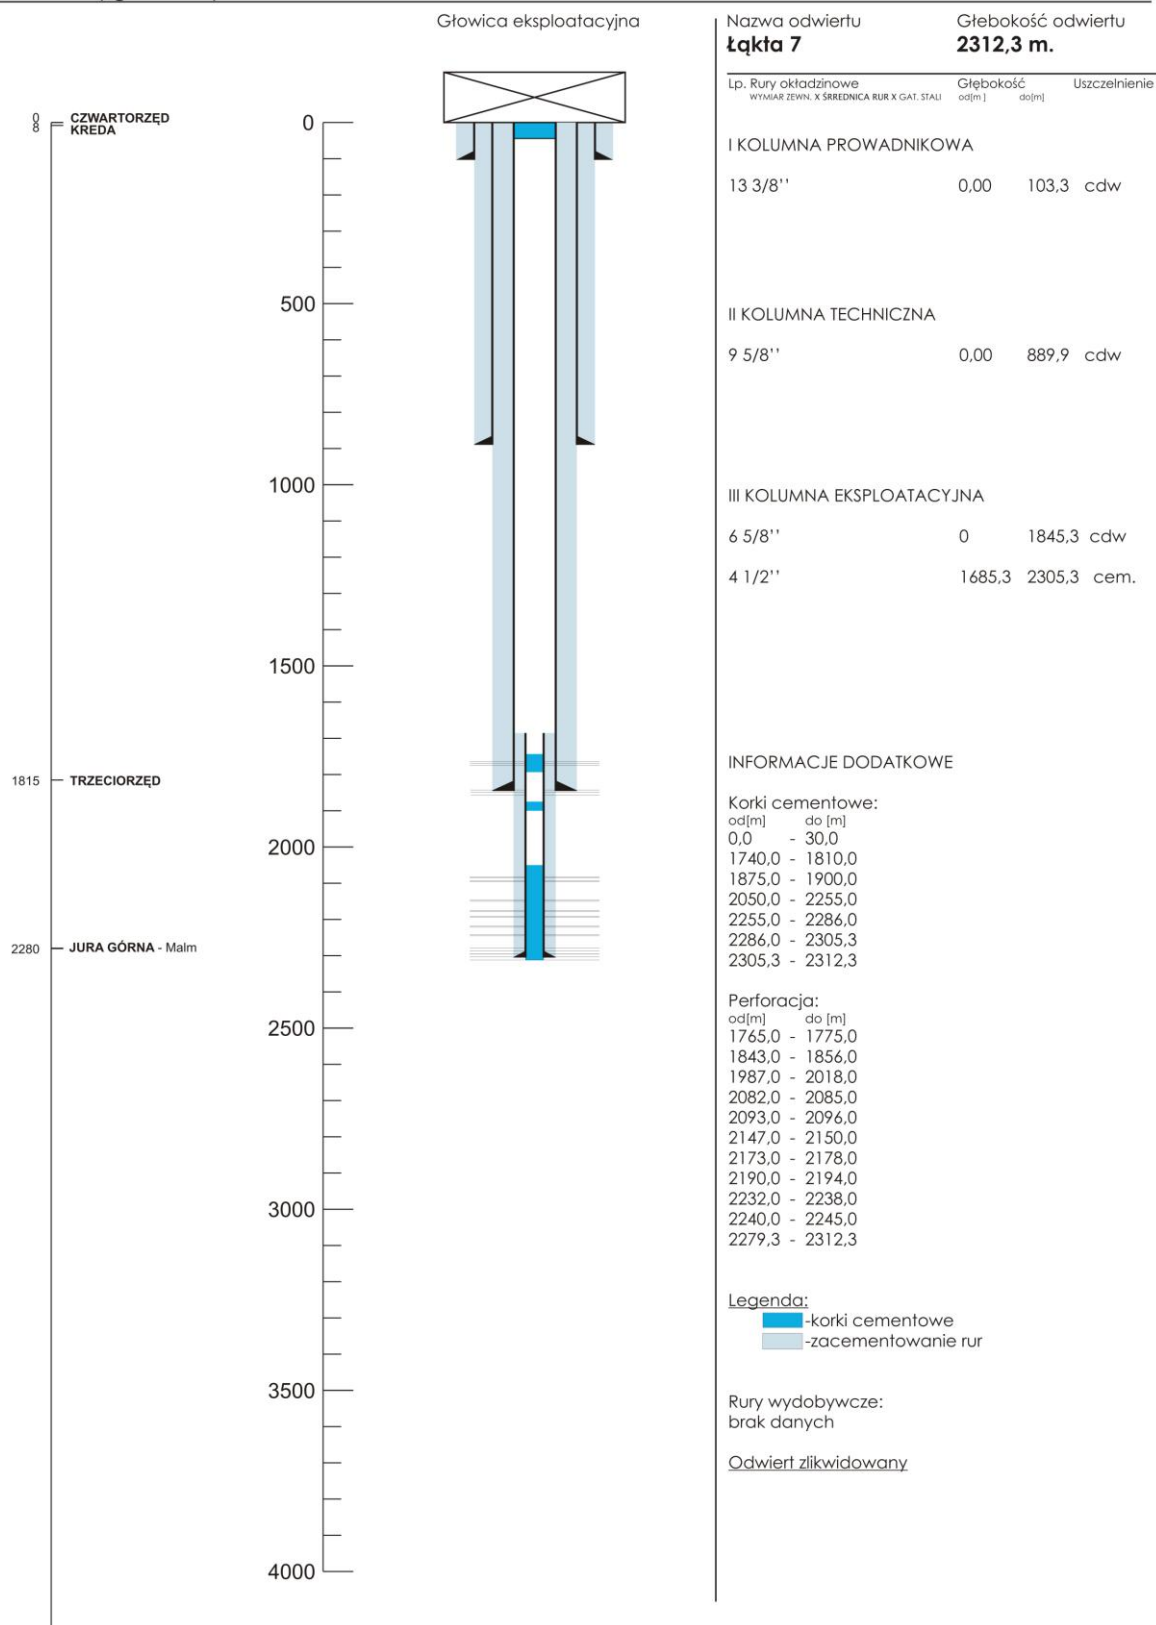 Głowica eksploatacyjna
Nazwa odwiertu Głebokość odwiertu
Łąkta 7 2312,3 m.
Lp. Rury okładzinowe Głębokość Uszczelnienie
WYMIAR ZEWN. X ŚRREDNICA RUR X GAT. STALI od[m ] do[m]
0 CZWARTORZĘD
8 KREDA
1815 TRZECIORZĘD
2280 JURA GÓRNA - Malm
0
500
1000
1500
2000
2500
3000
3500
4000
I KOLUMNA PROWADNIKOWA
13 3/8'' 0,00 103,3 cdw
II KOLUMNA TECHNICZNA
9 5/8'' 0,00 889,9 cdw
III KOLUMNA EKSPLOATACYJNA
6 5/8'' 0 1845,3 cdw
4 1/2'' 1685,3 2305,3 cem.
INFORMACJE DODATKOWE
Korki cementowe:
od[m] do [m]
0,0 - 30,0
1740,0 - 1810,0
1875,0 - 1900,0
2050,0 - 2255,0
2255,0 - 2286,0
2286,0 - 2305,3
2305,3 - 2312,3
Perforacja:
od[m] do [m]
1765,0 - 1775,0
1843,0 - 1856,0
1987,0 - 2018,0
2082,0 - 2085,0
2093,0 - 2096,0
2147,0 - 2150,0
2173,0 - 2178,0
2190,0 - 2194,0
2232,0 - 2238,0
2240,0 - 2245,0
2279,3 - 2312,3
Legenda:
-korki cementowe
-zacementowanie rur
Rury wydobywcze:
brak danych
Odwiert zlikwidowany